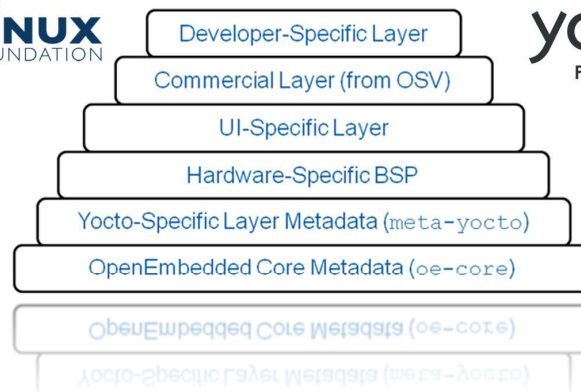 NUX
UNDATION
yo
Developer-Specific Layer
Commercial Layer (from OSV)
UI-Specific Layer
Hardware-Specific BSP
Yocto-Specific Layer Metadata (meta-yocto)
OpenEmbedded Core Metadata (oe-core)
OpenEmbedded Core Metadata (oe-core)
Yocto-Specific Layer Metadata (meta-yocto)